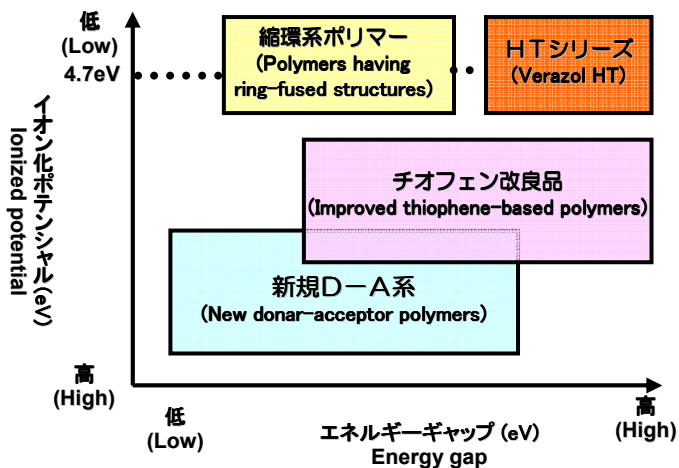 低
(Low)
4.7eV
イオン化ポテンシャル(eV)
Ionized potential
高
(High)
縮環系ポリマー
(Polymers having
ring-fused structures)
HTシリーズ
(Verazol HT)
チオフェン改良品
(Improved thiophene-based polymers)
新規D-A系
(New donar-acceptor polymers)
低
(Low)
エネルギーギャップ (eV)
Energy gap
高
(High)